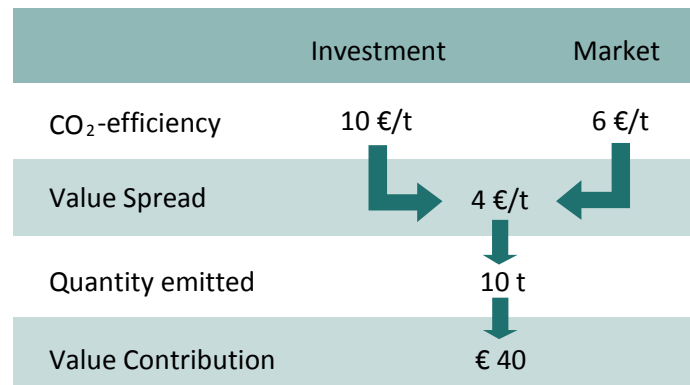 Investment Market
CO₂-efficiency 10 €/t 6 €/t
Value Spread 4 €/t
Quantity emitted 10 t
Value Contribution € 40